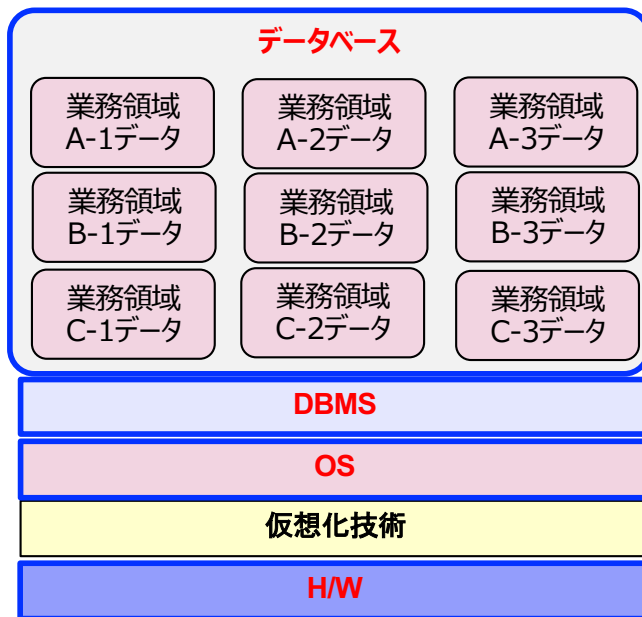 データベース
業務領域
A-1データ
業務領域
A-2データ
業務領域
A-3データ
業務領域
B-1データ
業務領域
B-2データ
業務領域
B-3データ
業務領域
C-1データ
業務領域
C-2データ
業務領域
C-3データ
DBMS
OS
仮想化技術
H/W